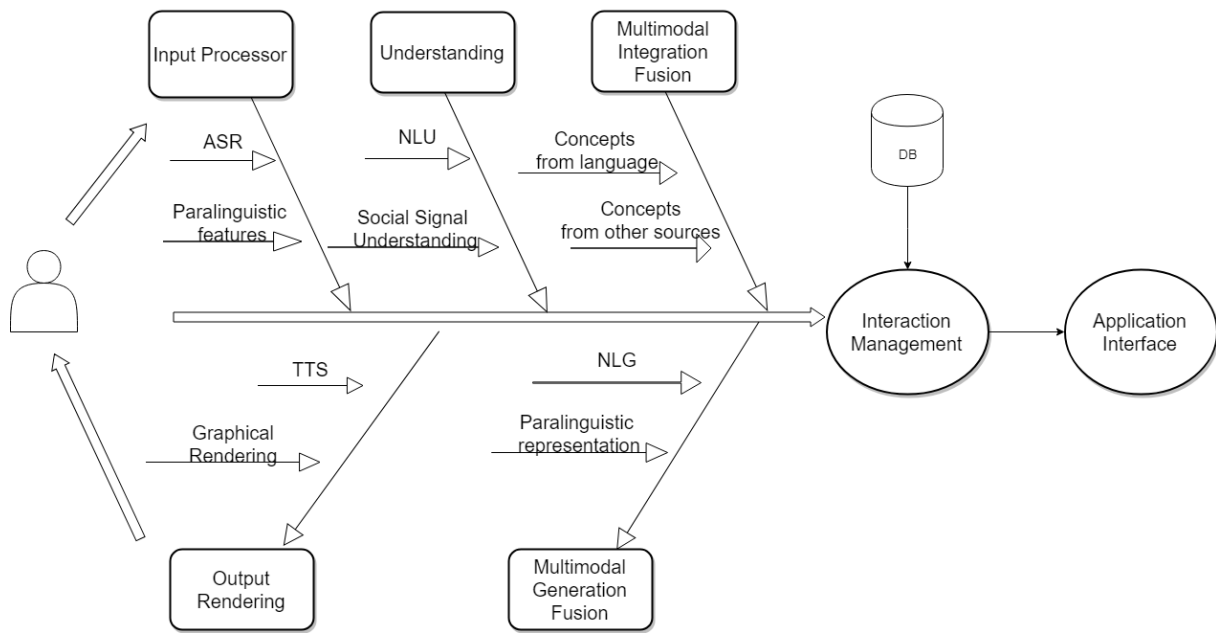 Input Processor
Understanding
Multimodal
Integration
Fusion
ASR
NLU
Concepts
from language
DB
Paralinguistic
features
Social Signal
Understanding
Concepts
from other sources
Interaction
Management
Application
Interface
TTS
NLG
Graphical
Rendering
Paralinguistic
representation
Output
Rendering
Multimodal
Generation
Fusion